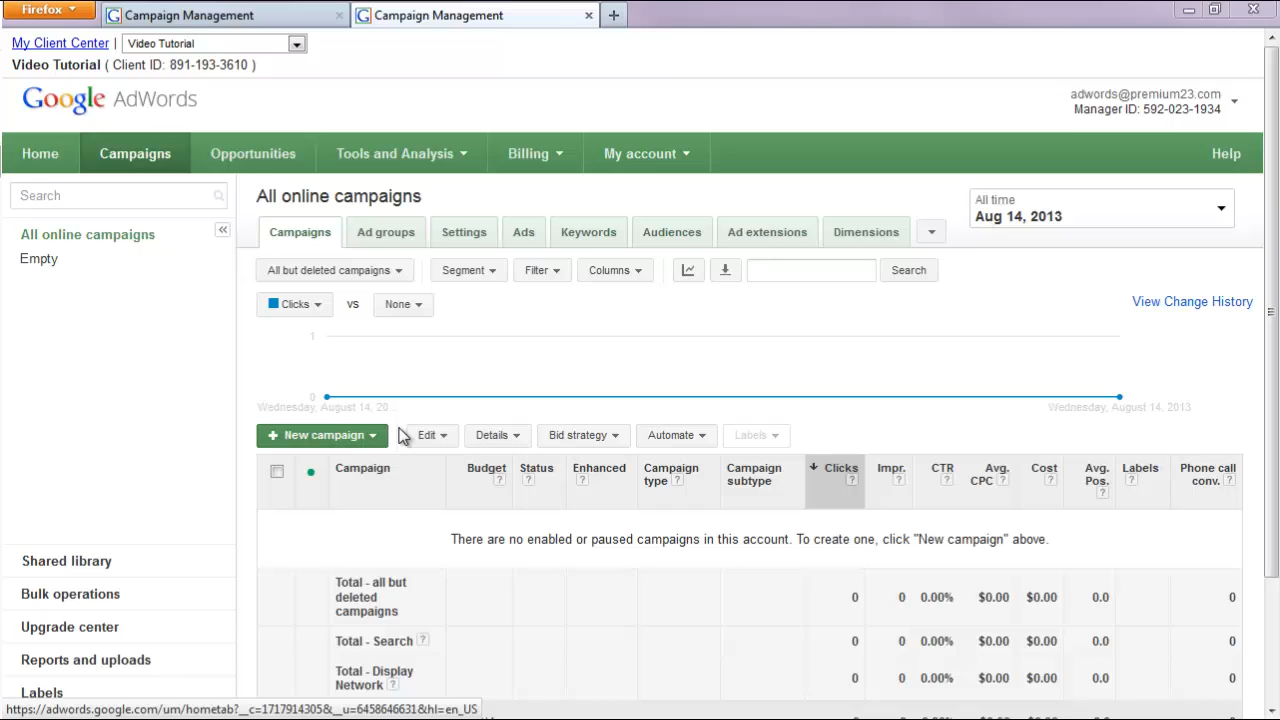 Firefox
Campaign Management
Campaign Management
My Client Center | Video Tutorial
Video Tutorial ( Client ID: 891-193-3610 )
Google AdWords
adwords@premium23.com
Manager ID: 592-023-1934
Home Campaigns Opportunities Tools and Analysis Billing My account Help
Search
All online campaigns
Empty
Shared library
Bulk operations
Upgrade center
Reports and uploads
Labels
All online campaigns
All time
Aug 14, 2013
Campaigns Ad groups Settings Ads Keywords Audiences Ad extensions Dimensions
All but deleted campaigns Segment Filter Columns Search
Clicks VS None
View Change History
1
0
Wednesday, August 14, 20... Wednesday, August 14, 2013
+ New campaign Edit Details Bid strategy Automate Labels
Campaign Budget ? Status ? Enhanced ? Campaign type ? Campaign subtype Clicks ? Impr. ? CTR ? Avg. CPC ? Cost ? Avg. Pos. ? Labels ? Phone call conv. ?
There are no enabled or paused campaigns in this account. To create one, click "New campaign" above.
Total - all but deleted campaigns 0 0 0.00% $0.00 $0.00 0.0 0
Total - Search ? 0 0 0.00% $0.00 $0.00 0.0 0
Total - Display Network ? 0 0 0.00% $0.00 $0.00 0.0 0
https://adwords.google.com/um/hometab?__c=1717914305&__u=6458646631&hl=en_US